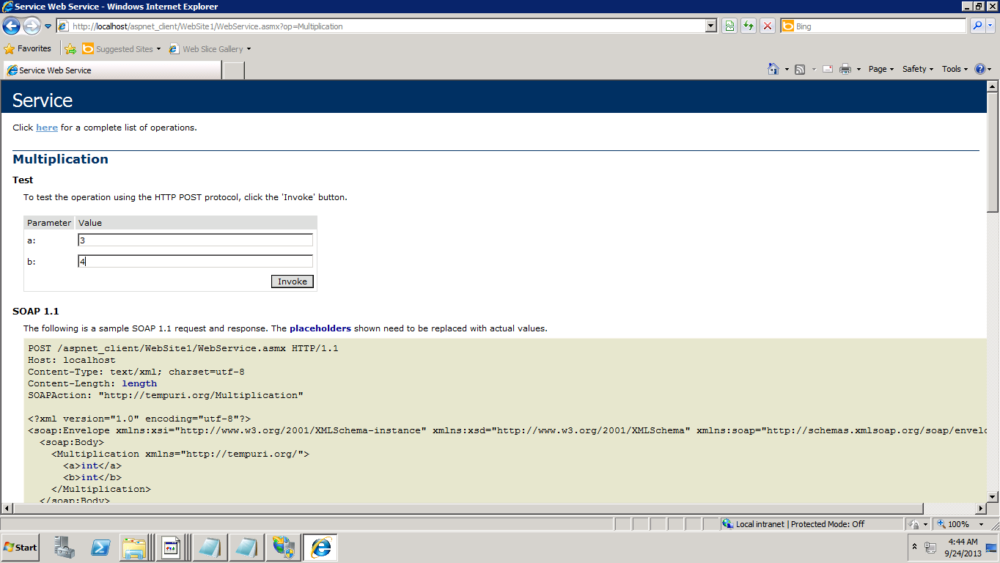 Service Web Service - Windows Internet Explorer
http://localhost/aspnet_client/WebSite1/WebService.asmx?op=Multiplication
Bing
Favorites
Suggested Sites
Web Slice Gallery
Service Web Service
Page
Safety
Tools
Service
Click here for a complete list of operations.
Multiplication
Test
To test the operation using the HTTP POST protocol, click the 'Invoke' button.
Parameter Value
a: 3
b: 4
Invoke
SOAP 1.1
The following is a sample SOAP 1.1 request and response. The placeholders shown need to be replaced with actual values.
POST /aspnet_client/WebSite1/WebService.asmx HTTP/1.1
Host: localhost
Content-Type: text/xml; charset=utf-8
Content-Length: length
SOAPAction: "http://tempuri.org/Multiplication"
<?xml version="1.0" encoding="utf-8"?>
<soap:Envelope xmlns:xsi="http://www.w3.org/2001/XMLSchema-instance" xmlns:xsd="http://www.w3.org/2001/XMLSchema" xmlns:soap="http://schemas.xmlsoap.org/soap/envelo
<soap:Body>
<Multiplication xmlns="http://tempuri.org/">
<a>int</a>
<b>int</b>
</Multiplication>
</soap:Body>
Local intranet | Protected Mode: Off
100%
Start
4:44 AM
9/24/2013